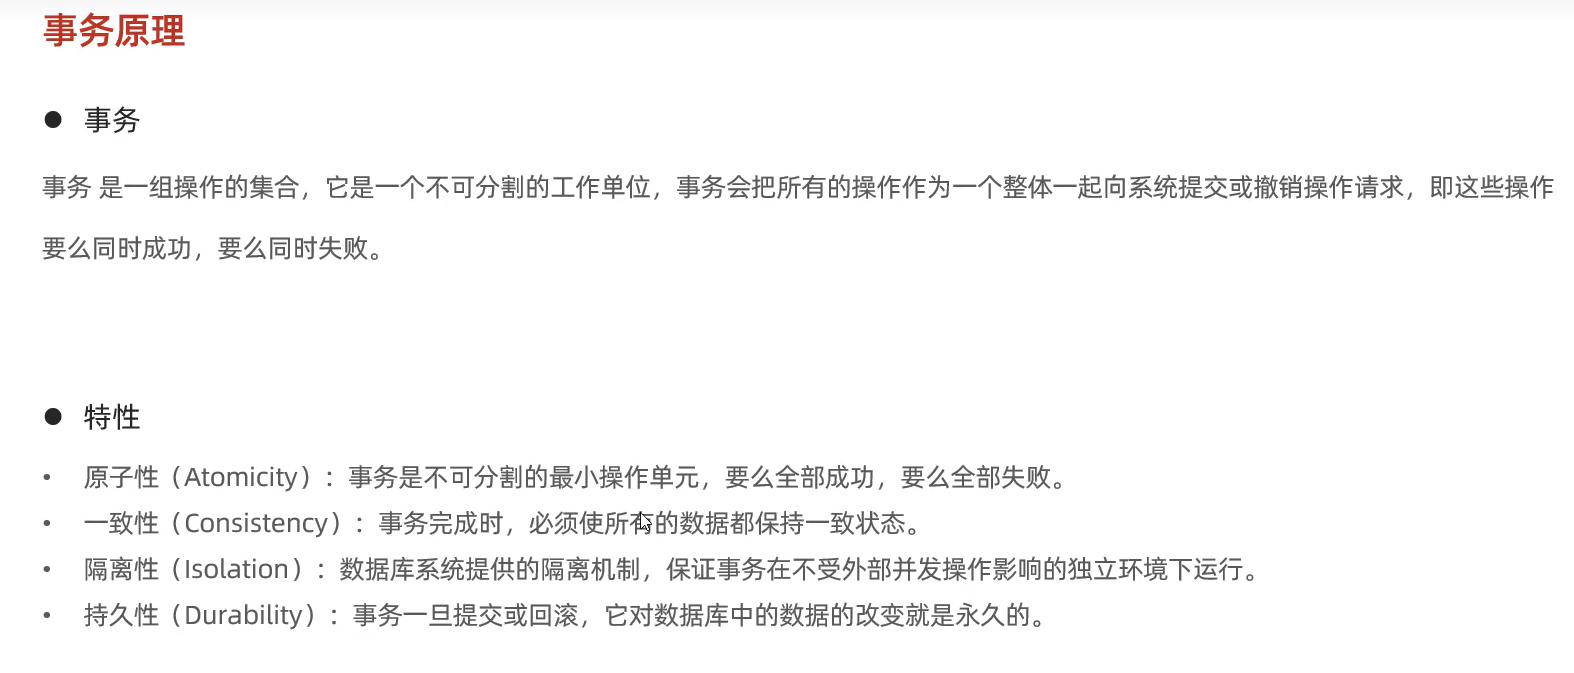 事务原理
● 事务
事务 是一组操作的集合，它是一个不可分割的工作单位，事务会把所有的操作作为一个整体一起向系统提交或撤销操作请求，即这些操作
要么同时成功，要么同时失败。
● 特性
• 原子性（Atomicity）：事务是不可分割的最小操作单元，要么全部成功，要么全部失败。
• 一致性（Consistency）：事务完成时，必须使所有的数据都保持一致状态。
• 隔离性（Isolation）：数据库系统提供的隔离机制，保证事务在不受外部并发操作影响的独立环境下运行。
• 持久性（Durability）：事务一旦提交或回滚，它对数据库中的数据的改变就是永久的。